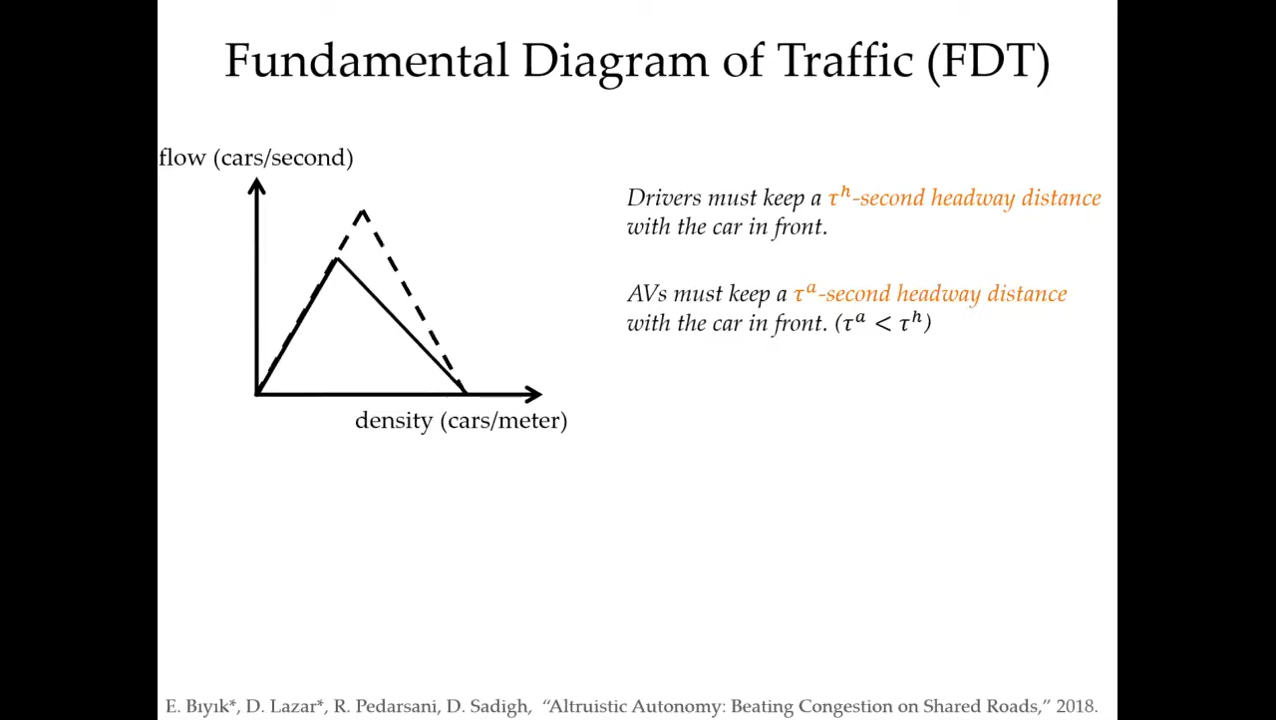 Fundamental Diagram of Traffic (FDT)
flow (cars/second)
Drivers must keep a τʰ-second headway distance
with the car in front.
AVs must keep a τᵃ-second headway distance
with the car in front. (τᵃ < τʰ)
density (cars/meter)
E. Bıyık*, D. Lazar*, R. Pedarsani, D. Sadigh, “Altruistic Autonomy: Beating Congestion on Shared Roads,” 2018.